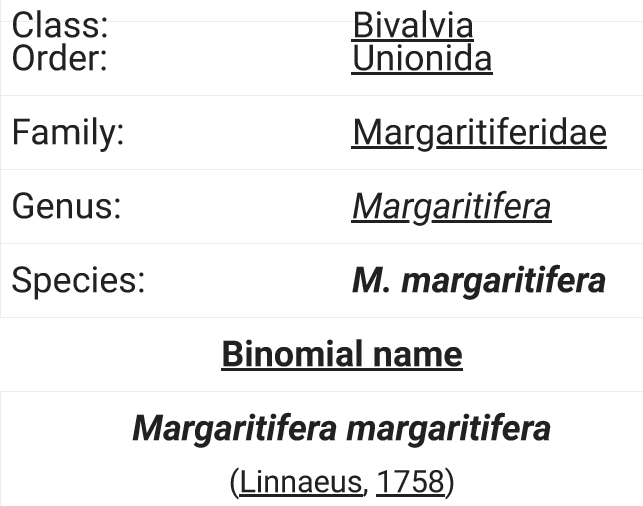 Class: Bivalvia
Order: Unionida
Family: Margaritiferidae
Genus: Margaritifera
Species: M. margaritifera
Binomial name
Margaritifera margaritifera
(Linnaeus, 1758)